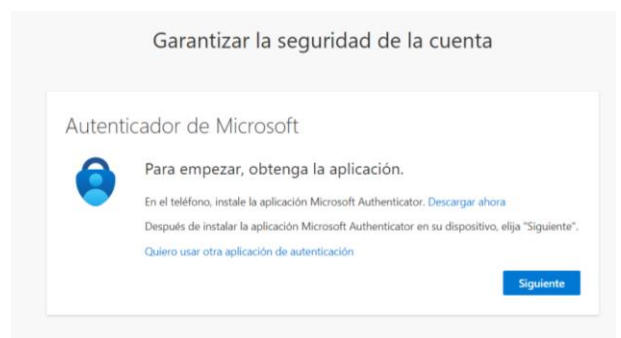 Garantizar la seguridad de la cuenta
Autenticador de Microsoft
Para empezar, obtenga la aplicación.
En el teléfono, instale la aplicación Microsoft Authenticator. Descargar ahora
Después de instalar la aplicación Microsoft Authenticator en su dispositivo, elija "Siguiente".
Quiero usar otra aplicación de autenticación
Siguiente